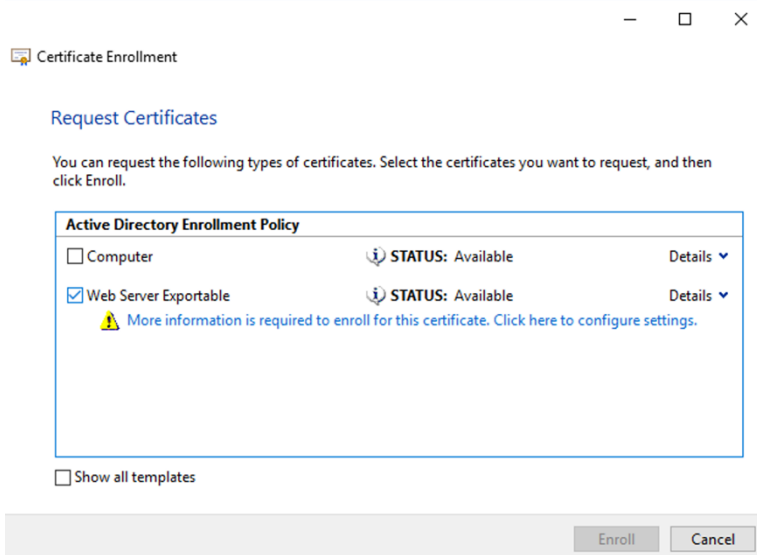 Certificate Enrollment
Request Certificates
You can request the following types of certificates. Select the certificates you want to request, and then
click Enroll.
Active Directory Enrollment Policy
Computer STATUS: Available Details
Web Server Exportable STATUS: Available Details
More information is required to enroll for this certificate. Click here to configure settings.
Show all templates
Enroll Cancel